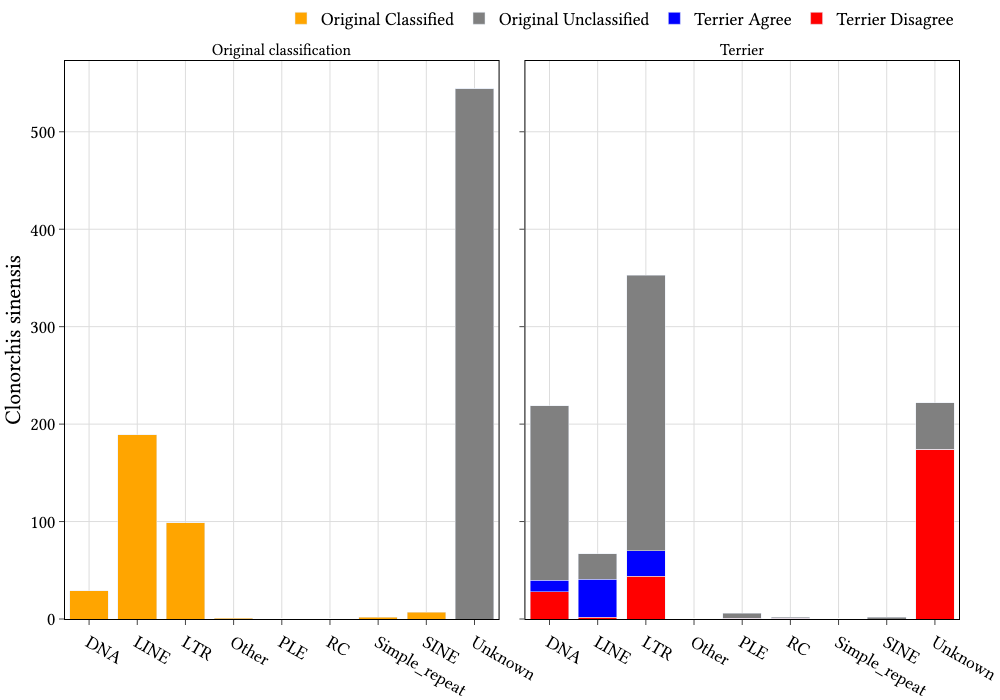 Original Classified Original Unclassified Terrier Agree Terrier Disagree
Original classification
Terrier
Clonorchis sinensis
500
400
300
200
100
0
DNA LINE LTR Other PLE RC Simple_repeat SINE Unknown
DNA LINE LTR Other PLE RC Simple_repeat SINE Unknown